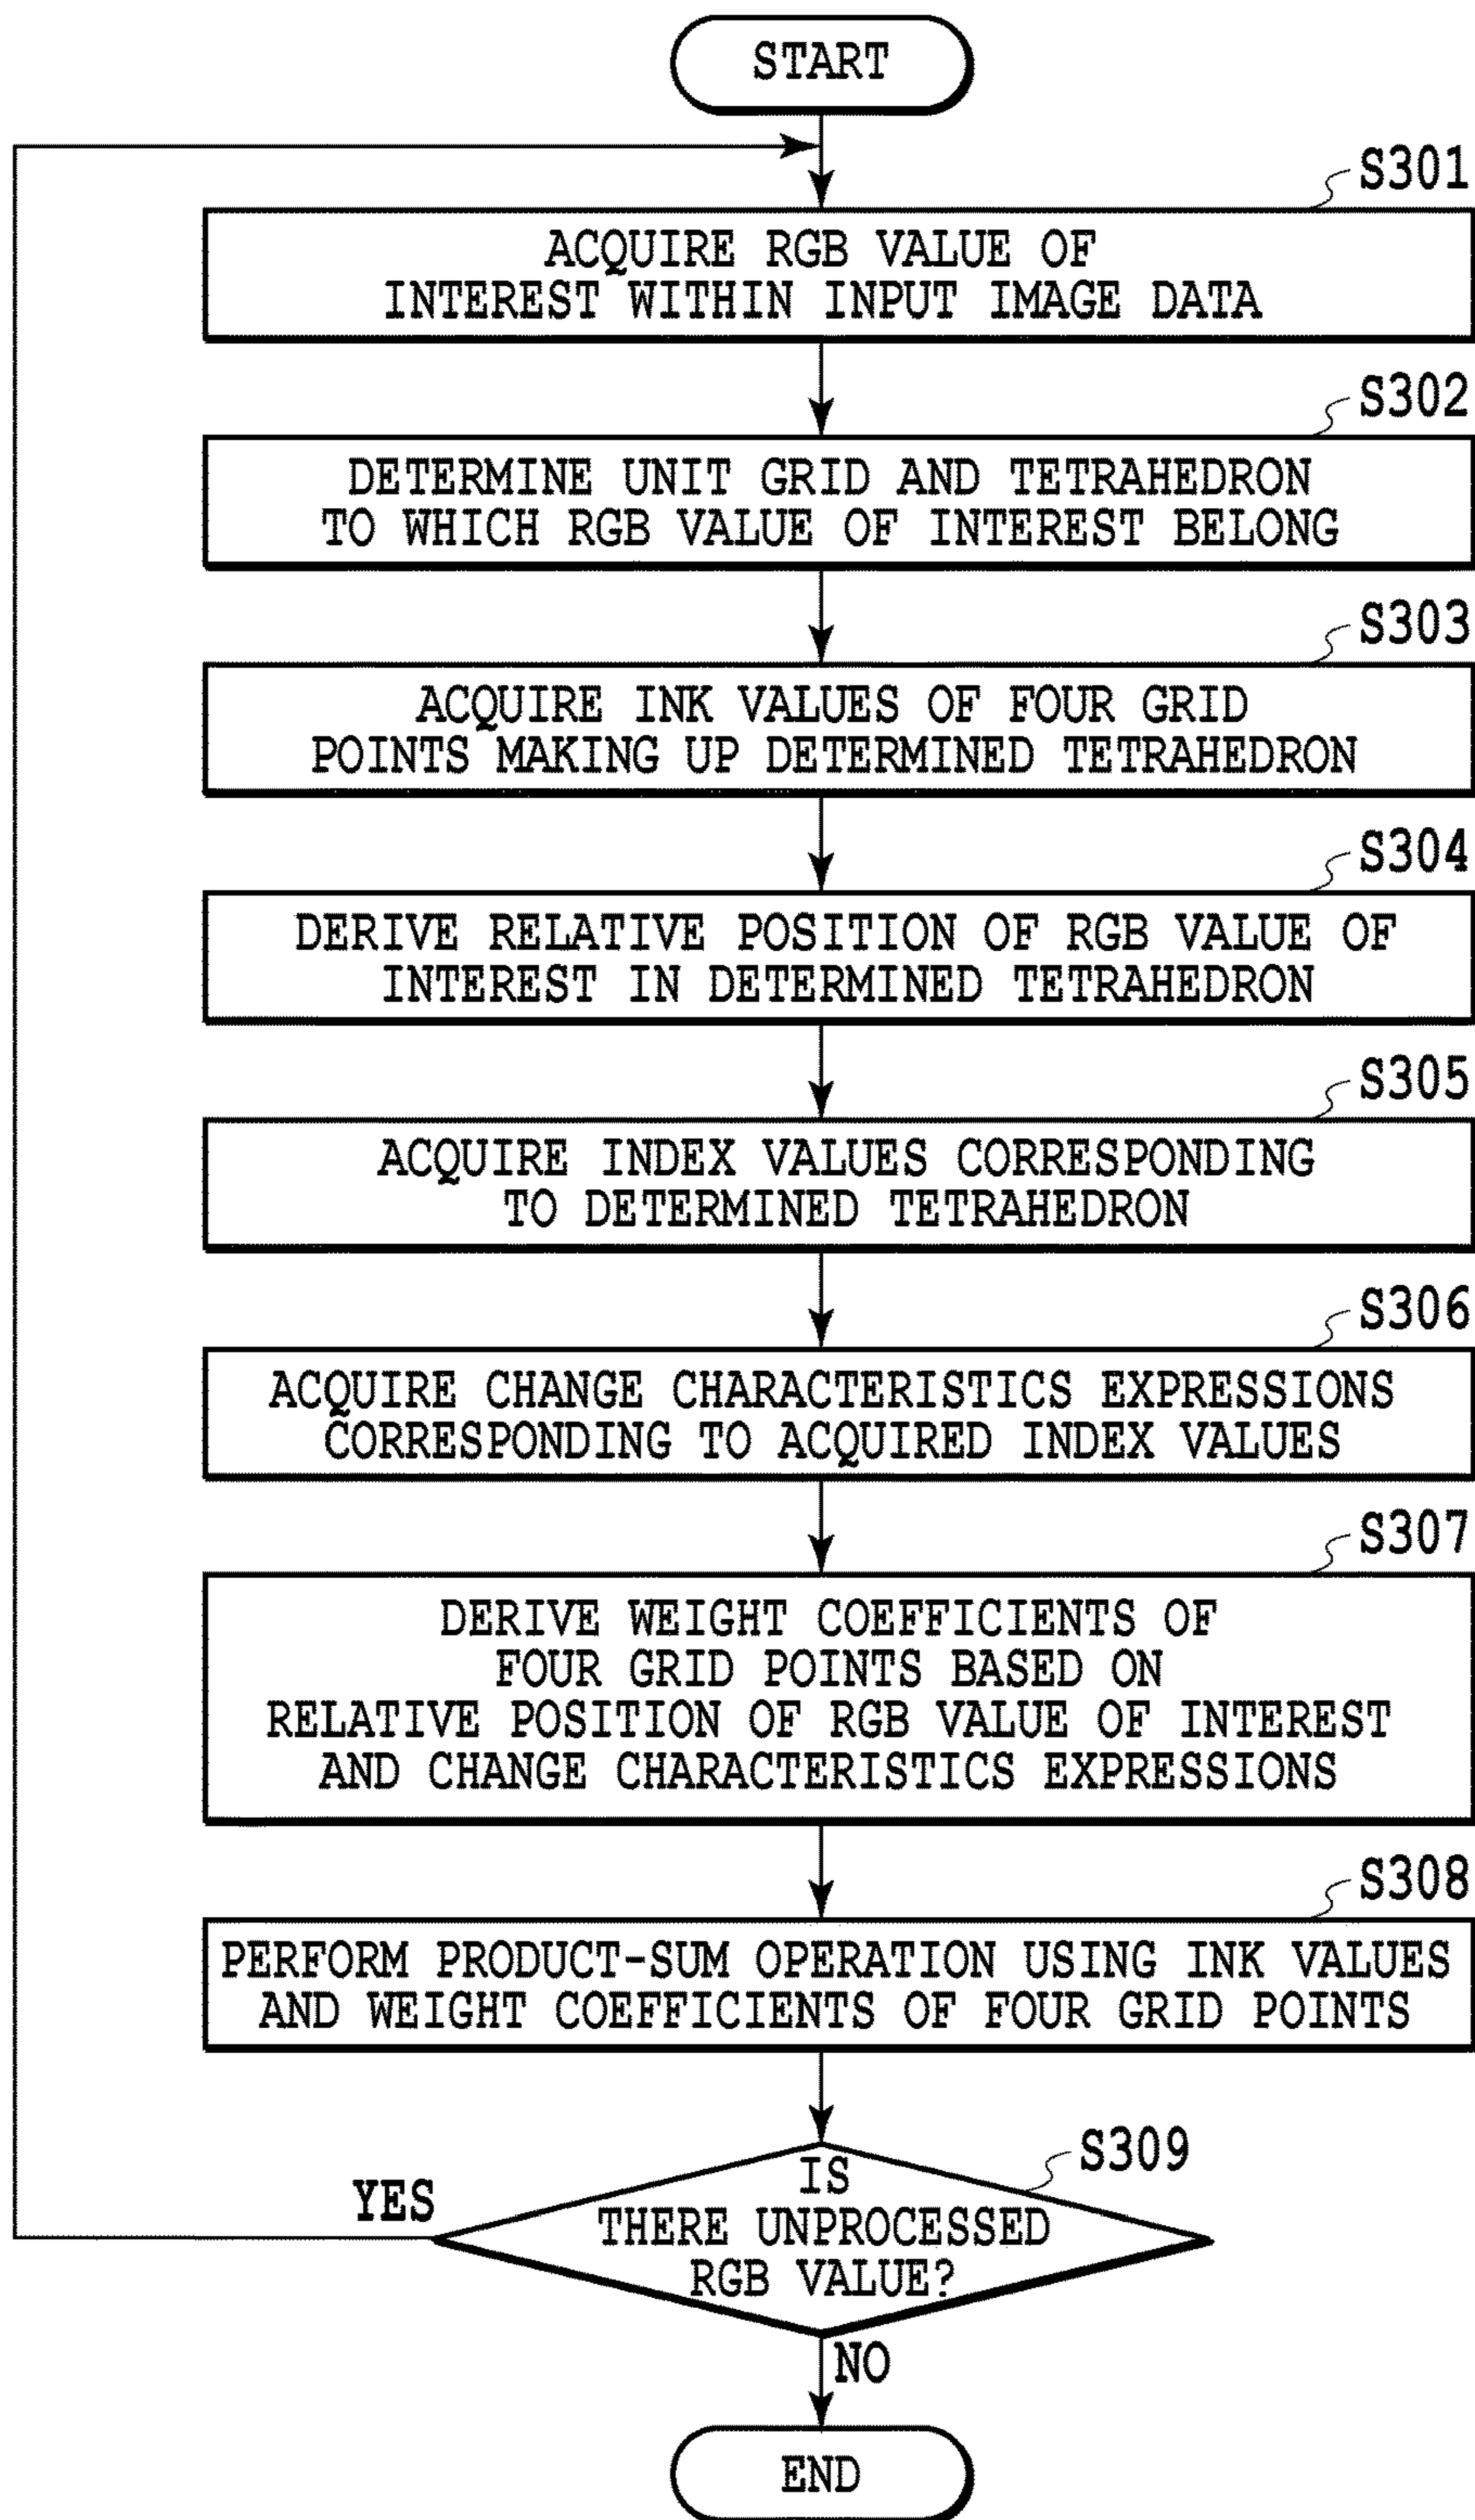 START
S301
ACQUIRE RGB VALUE OF
INTEREST WITHIN INPUT IMAGE DATA
S302
DETERMINE UNIT GRID AND TETRAHEDRON
TO WHICH RGB VALUE OF INTEREST BELONG
S303
ACQUIRE INK VALUES OF FOUR GRID
POINTS MAKING UP DETERMINED TETRAHEDRON
S304
DERIVE RELATIVE POSITION OF RGB VALUE OF
INTEREST IN DETERMINED TETRAHEDRON
S305
ACQUIRE INDEX VALUES CORRESPONDING
TO DETERMINED TETRAHEDRON
S306
ACQUIRE CHANGE CHARACTERISTICS EXPRESSIONS
CORRESPONDING TO ACQUIRED INDEX VALUES
S307
DERIVE WEIGHT COEFFICIENTS OF
FOUR GRID POINTS BASED ON
RELATIVE POSITION OF RGB VALUE OF INTEREST
AND CHANGE CHARACTERISTICS EXPRESSIONS
S308
PERFORM PRODUCT-SUM OPERATION USING INK VALUES
AND WEIGHT COEFFICIENTS OF FOUR GRID POINTS
S309
IS
THERE UNPROCESSED
RGB VALUE?
YES
NO
END